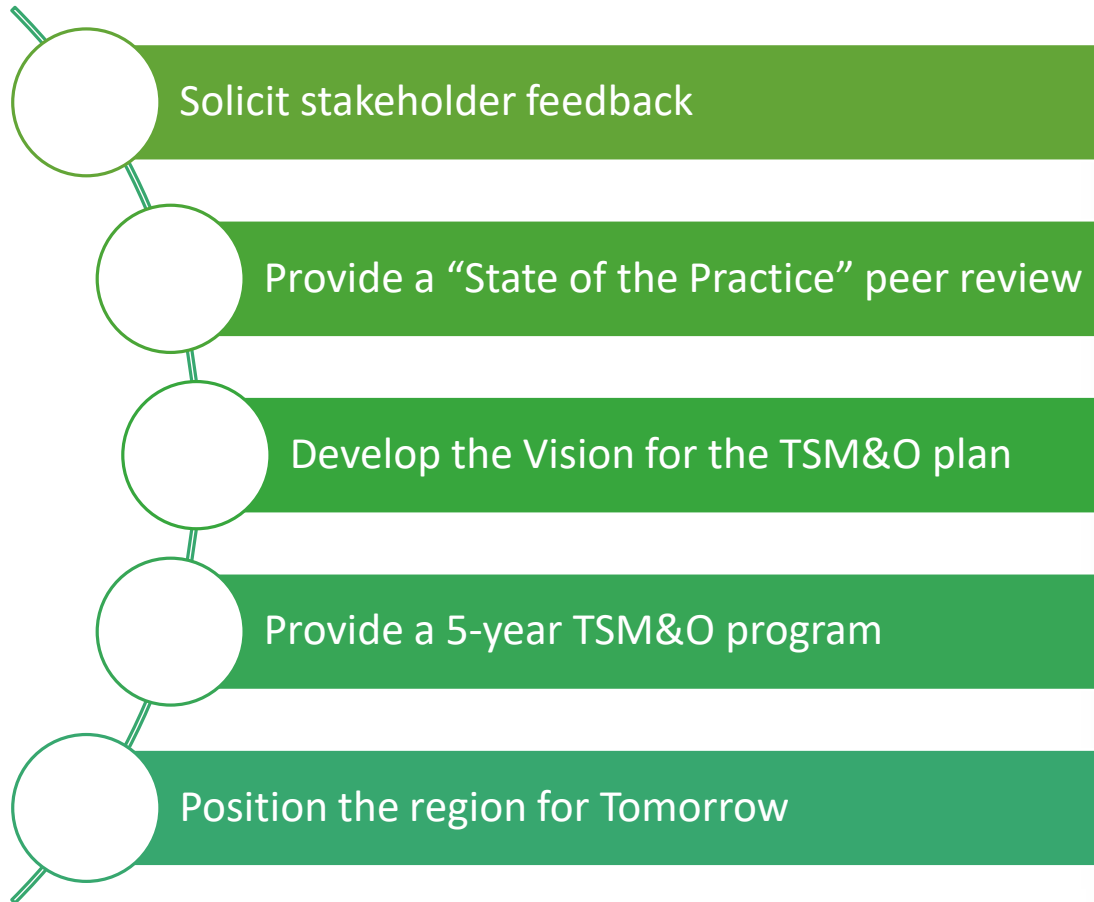 Solicit stakeholder feedback
Provide a “State of the Practice” peer review
Develop the Vision for the TSM&O plan
Provide a 5-year TSM&O program
Position the region for Tomorrow